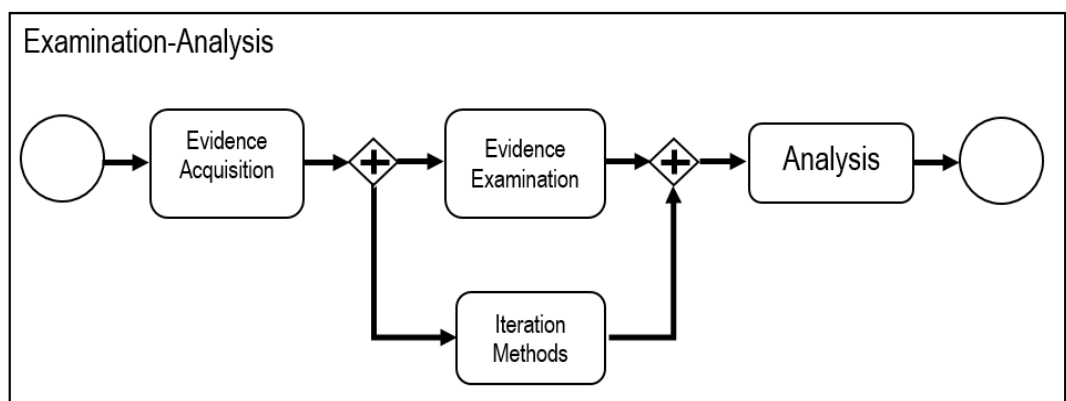 Examination-Analysis
Evidence
Acquisition
Evidence
Examination
Analysis
Iteration
Methods